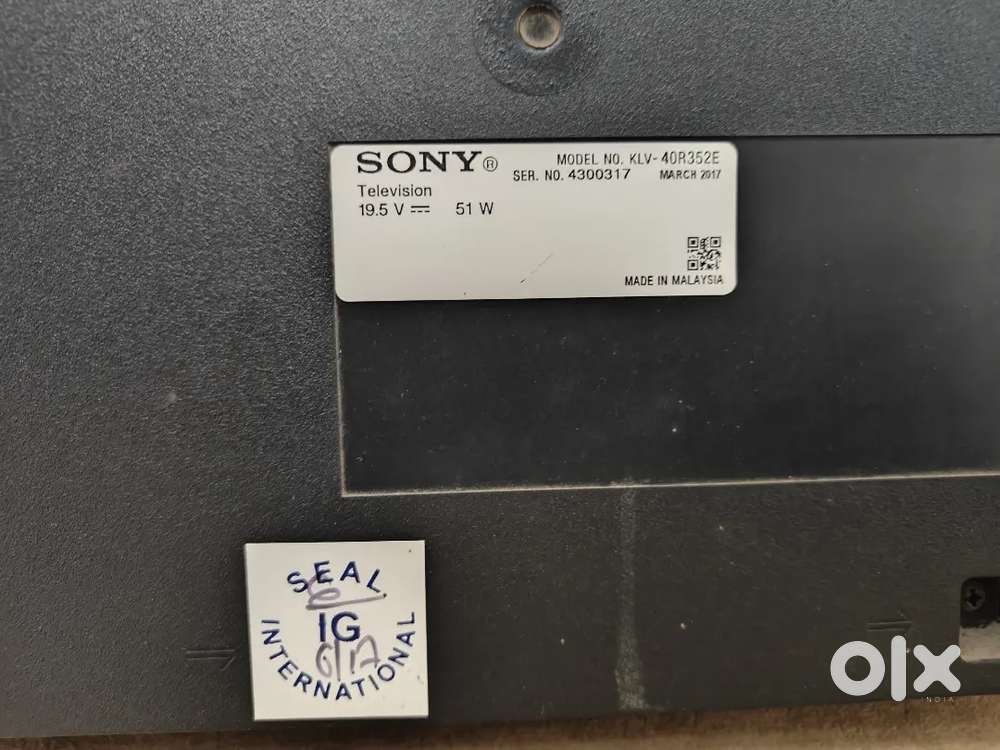 SONY® MODEL NO. KLV-40R352E
SER. NO. 4300317 MARCH 2017
Television
19.5 V ⎓ 51 W
MADE IN MALAYSIA
SEAL
IG
6/17
INTERNATIONAL
olx
INDIA